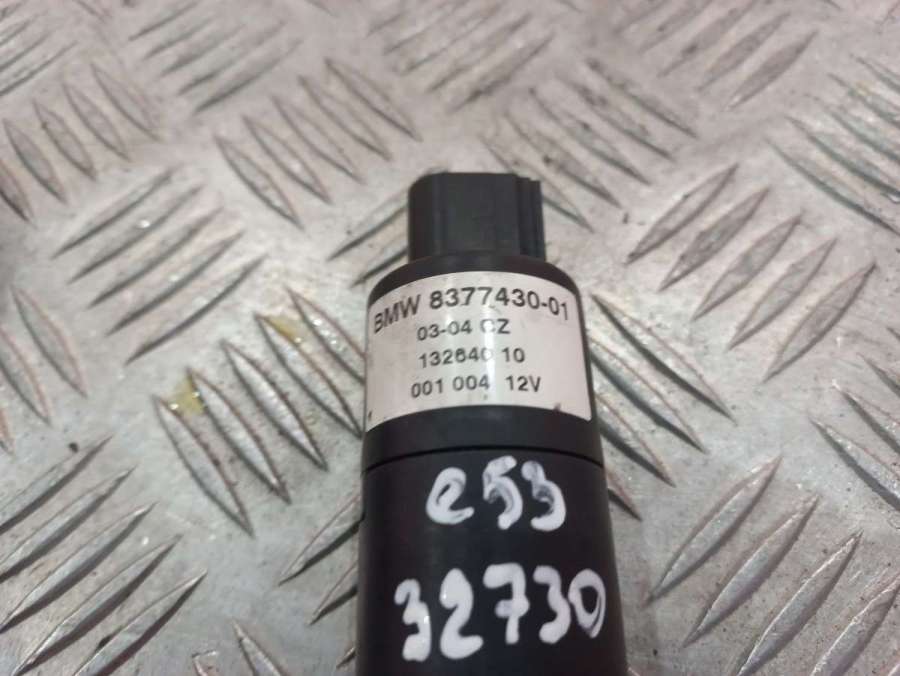 BMW 8377430-01
03-04 CZ
132640 10
001 004 12V
e53
32730